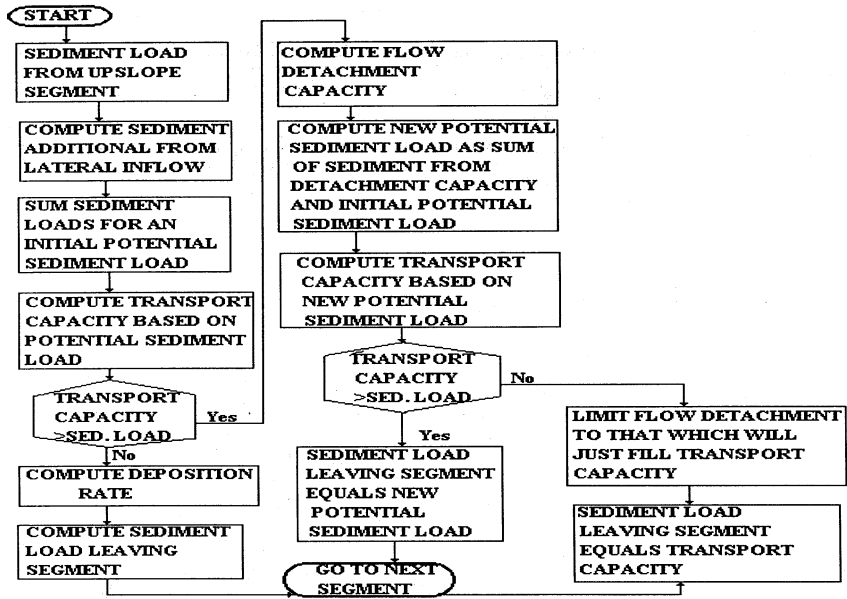 START
SEDIMENT LOAD
FROM UPSLOPE
SEGMENT
COMPUTE SEDIMENT
ADDITIONAL FROM
LATERAL INFLOW
SUM SEDIMENT
LOADS FOR AN
INITIAL POTENTIAL
SEDIMENT LOAD
COMPUTE TRANSPORT
CAPACITY BASED ON
POTENTIAL SEDIMENT
LOAD
TRANSPORT
CAPACITY
>SED. LOAD
Yes
No
COMPUTE DEPOSITION
RATE
COMPUTE SEDIMENT
LOAD LEAVING
SEGMENT
COMPUTE FLOW
DETACHMENT
CAPACITY
COMPUTE NEW POTENTIAL
SEDIMENT LOAD AS SUM
OF SEDIMENT FROM
DETACHMENT CAPACITY
AND INITIAL POTENTIAL
SEDIMENT LOAD
COMPUTE TRANSPORT
CAPACITY BASED ON
NEW POTENTIAL
SEDIMENT LOAD
TRANSPORT
CAPACITY
>SED. LOAD
No
Yes
SEDIMENT LOAD
LEAVING SEGMENT
EQUALS NEW
POTENTIAL
SEDIMENT LOAD
LIMIT FLOW DETACHMENT
TO THAT WHICH WILL
JUST FILL TRANSPORT
CAPACITY
SEDIMENT LOAD
LEAVING SEGMENT
EQUALS TRANSPORT
CAPACITY
GO TO NEXT
SEGMENT